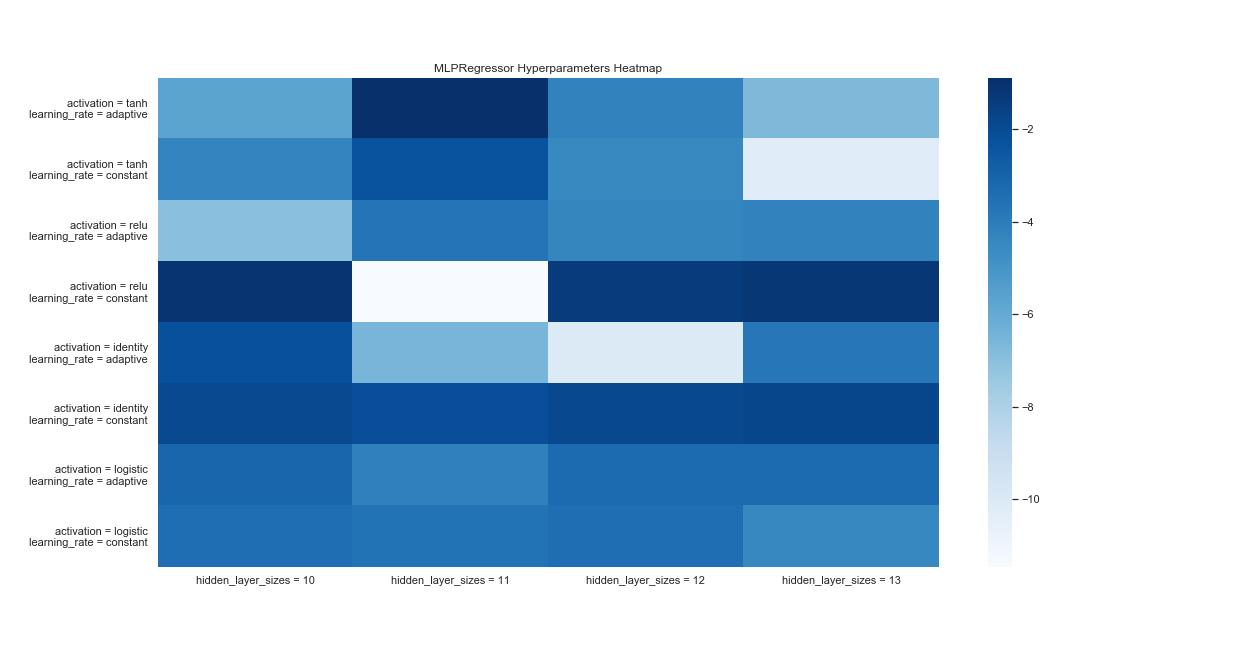 MLPRegressor Hyperparameters Heatmap
activation = tanh
learning_rate = adaptive
activation = tanh
learning_rate = constant
activation = relu
learning_rate = adaptive
activation = relu
learning_rate = constant
activation = identity
learning_rate = adaptive
activation = identity
learning_rate = constant
activation = logistic
learning_rate = adaptive
activation = logistic
learning_rate = constant
hidden_layer_sizes = 10
hidden_layer_sizes = 11
hidden_layer_sizes = 12
hidden_layer_sizes = 13
−2
−4
−6
−8
−10